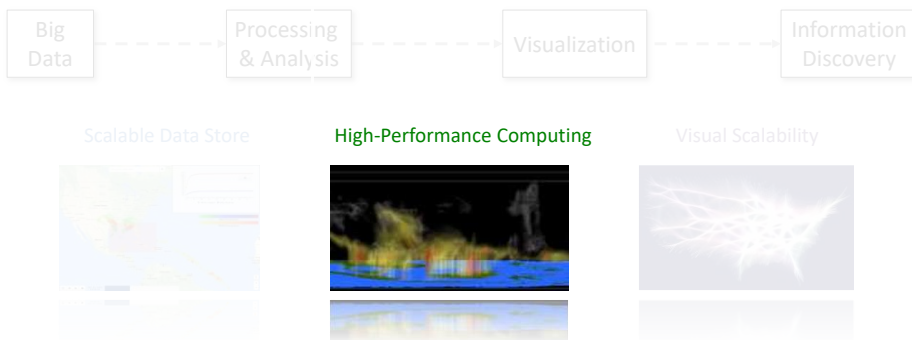 Big
Data
Processing
& Analysis
Visualization
Information
Discovery
Scalable Data Store
High-Performance Computing
Visual Scalability